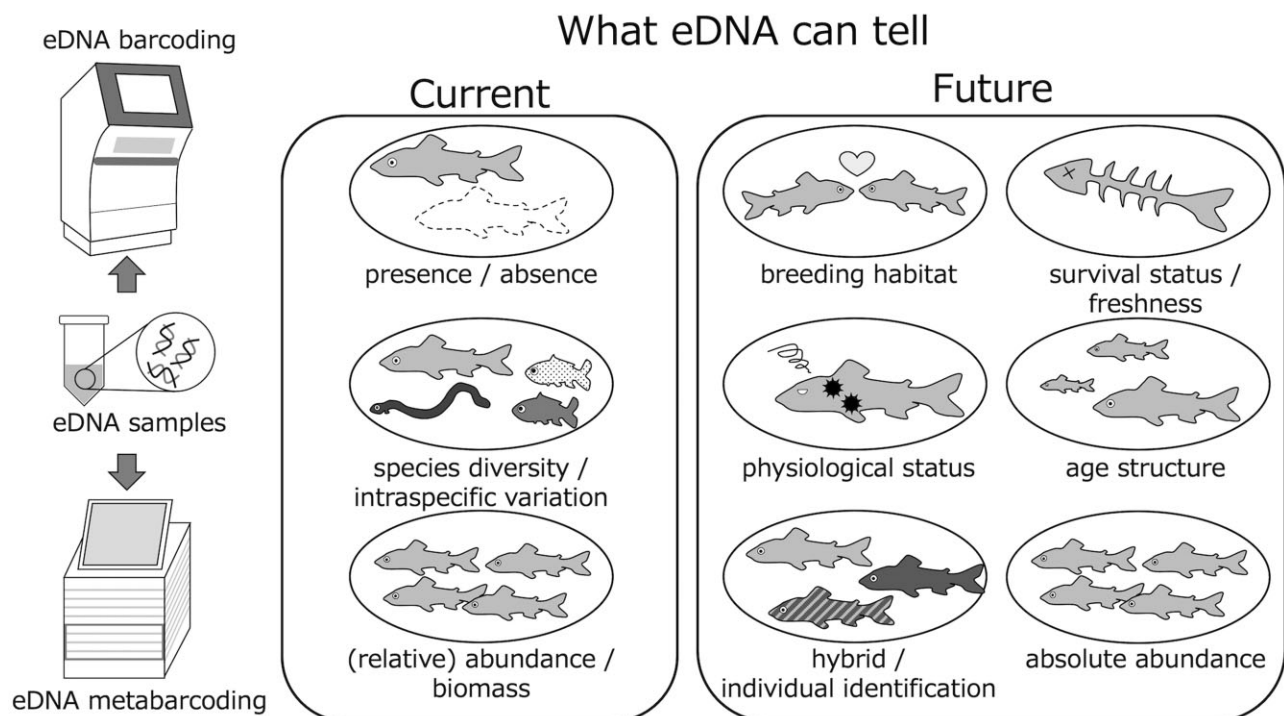 What eDNA can tell
eDNA barcoding
eDNA samples
eDNA metabarcoding
Current
presence / absence
species diversity /
intraspecific variation
(relative) abundance /
biomass
Future
breeding habitat
survival status /
freshness
physiological status
age structure
hybrid /
individual identification
absolute abundance